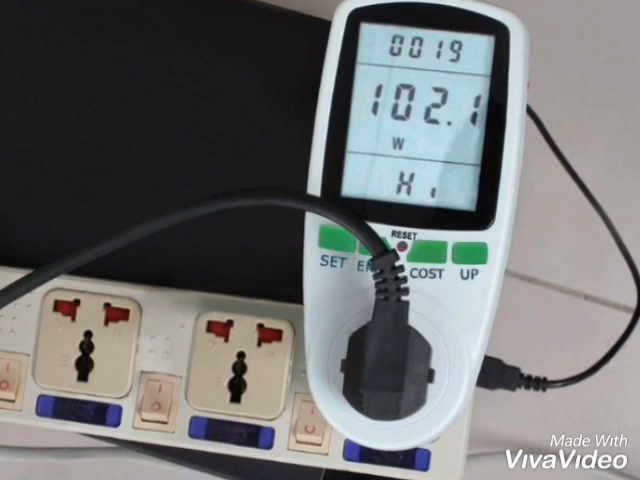 0019
102.1
W
Hi
RESET
SET
COST
UP
Made With
VivaVideo